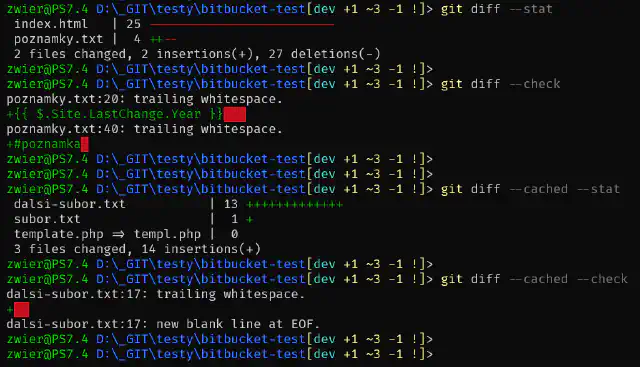 zwier@PS7.4 D:\_GIT\testy\bitbucket-test[dev +1 ~3 -1 !]> git diff --stat
 index.html   | 25 -------------------------
 poznamky.txt |  4 ++--
 2 files changed, 2 insertions(+), 27 deletions(-)
zwier@PS7.4 D:\_GIT\testy\bitbucket-test[dev +1 ~3 -1 !]>
zwier@PS7.4 D:\_GIT\testy\bitbucket-test[dev +1 ~3 -1 !]> git diff --check
poznamky.txt:20: trailing whitespace.
+{{ $.Site.LastChange.Year }}
poznamky.txt:40: trailing whitespace.
+#poznamka
zwier@PS7.4 D:\_GIT\testy\bitbucket-test[dev +1 ~3 -1 !]>
zwier@PS7.4 D:\_GIT\testy\bitbucket-test[dev +1 ~3 -1 !]>
zwier@PS7.4 D:\_GIT\testy\bitbucket-test[dev +1 ~3 -1 !]> git diff --cached --stat
 dalsi-subor.txt            | 13 +++++++++++++
 subor.txt                  |  1 +
 template.php => templ.php |  0
 3 files changed, 14 insertions(+)
zwier@PS7.4 D:\_GIT\testy\bitbucket-test[dev +1 ~3 -1 !]>
zwier@PS7.4 D:\_GIT\testy\bitbucket-test[dev +1 ~3 -1 !]> git diff --cached --check
dalsi-subor.txt:17: trailing whitespace.
+
dalsi-subor.txt:17: new blank line at EOF.
zwier@PS7.4 D:\_GIT\testy\bitbucket-test[dev +1 ~3 -1 !]>
zwier@PS7.4 D:\_GIT\testy\bitbucket-test[dev +1 ~3 -1 !]>